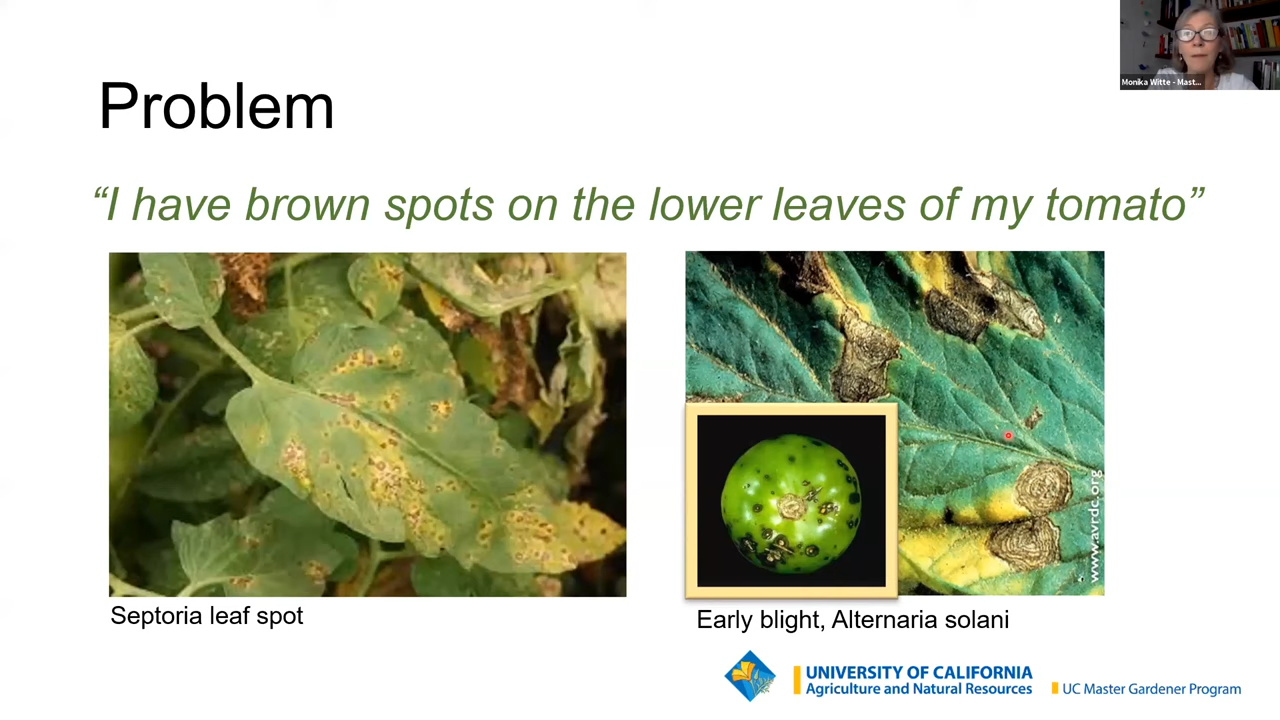 Monika Witte - Mast...
Problem
“I have brown spots on the lower leaves of my tomato”
www.avrdc.org
Septoria leaf spot
Early blight, Alternaria solani
UNIVERSITY OF CALIFORNIA
Agriculture and Natural Resources
UC Master Gardener Program